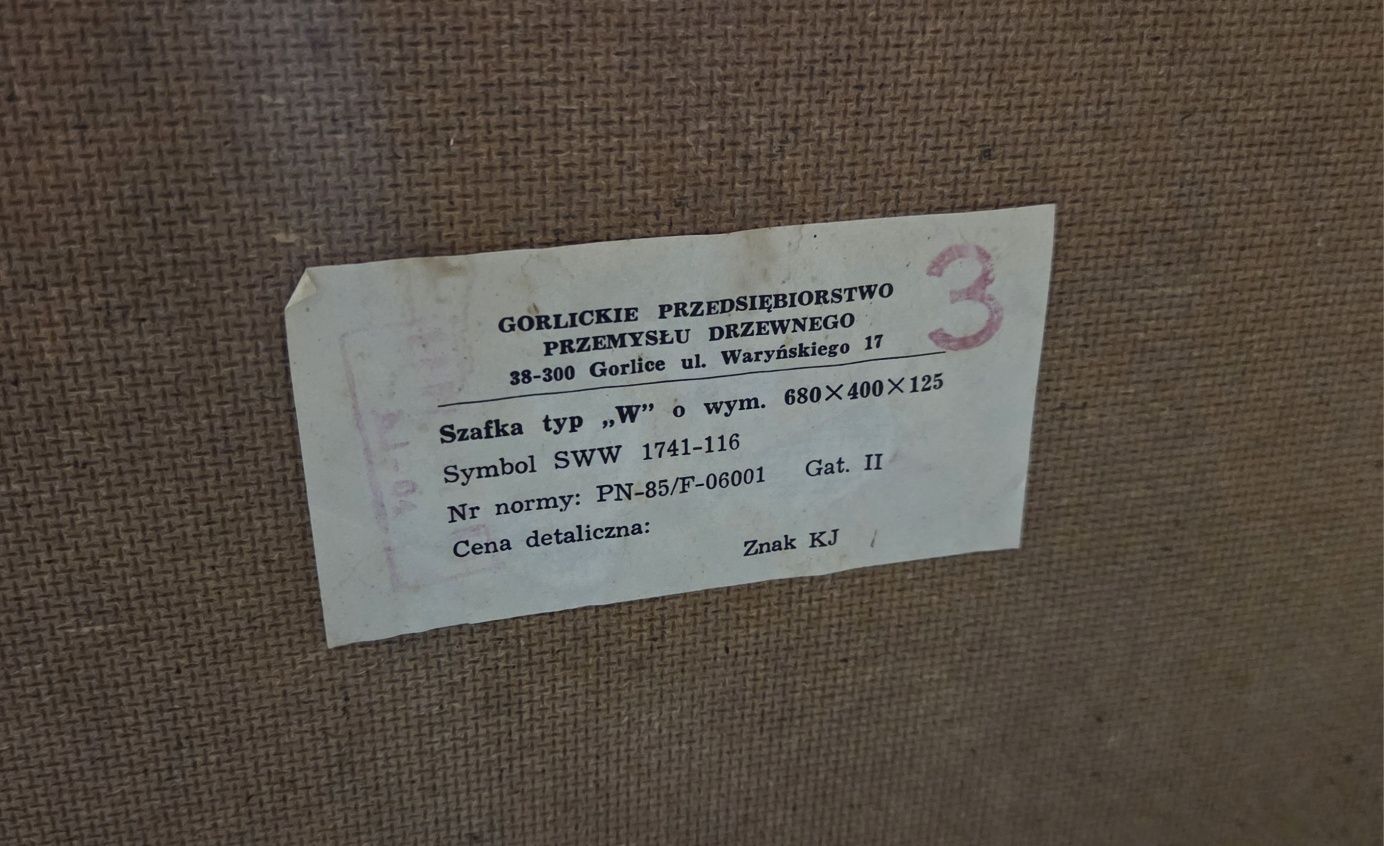 3
GORLICKIE PRZEDSIĘBIORSTWO
PRZEMYSŁU DRZEWNEGO
38-300 Gorlice ul. Waryńskiego 17
Szafka typ „W” o wym. 680×400×125
Symbol SWW 1741-116
Nr normy: PN-85/F-06001 Gat. II
Cena detaliczna:
Znak KJ